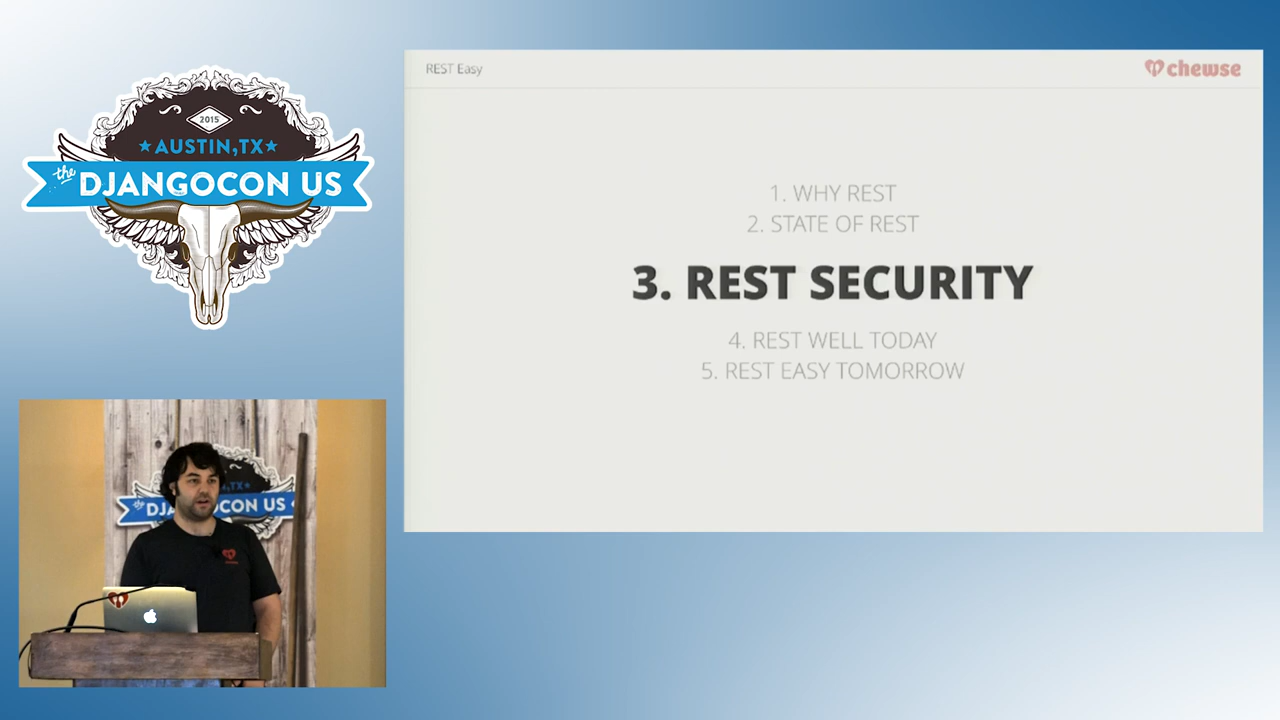 2015
AUSTIN,TX
the
DJANGOCON US
REST Easy
chewse
1. WHY REST
2. STATE OF REST
3. REST SECURITY
4. REST WELL TODAY
5. REST EASY TOMORROW
the